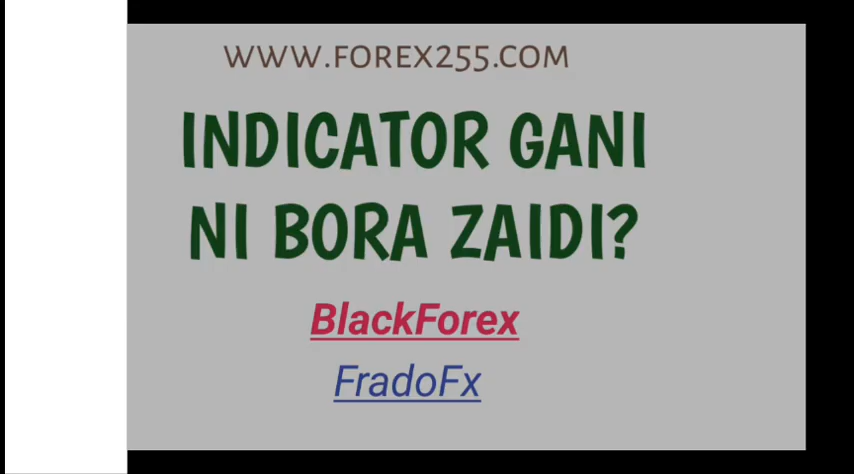 WWW.FOREX255.COM
INDICATOR GANI
NI BORA ZAIDI?
BlackForex
FradoFx